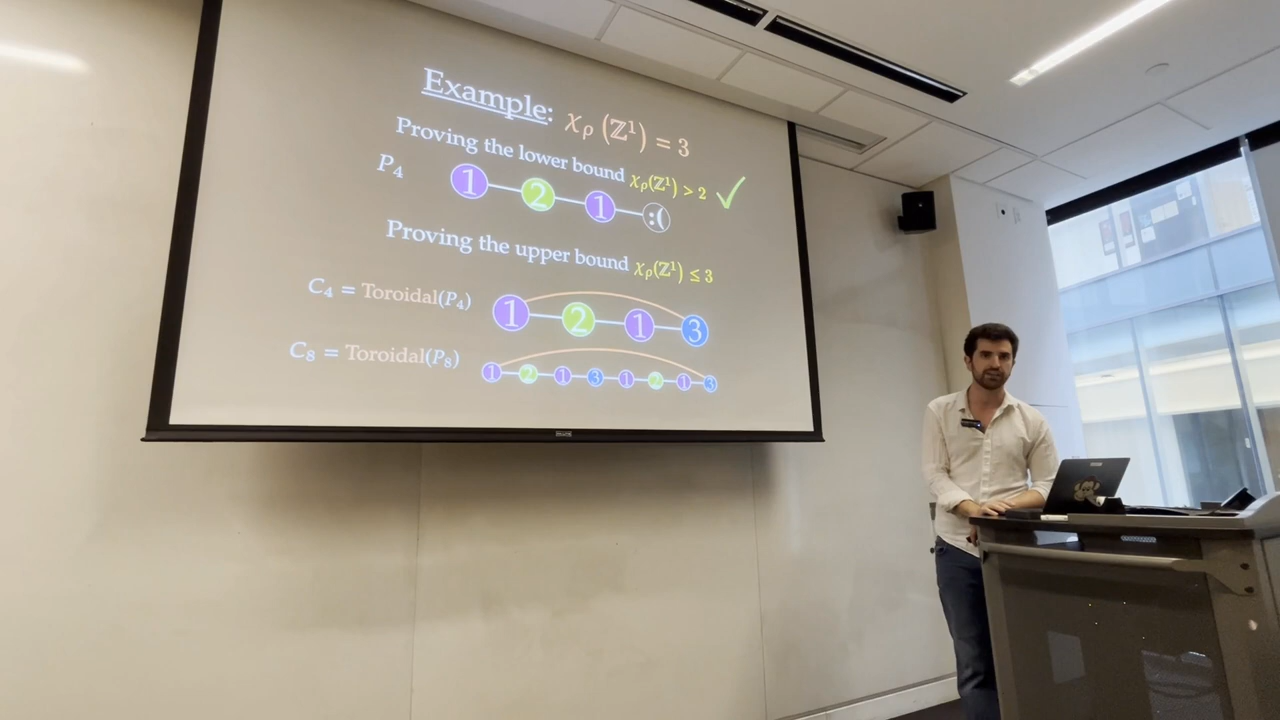 Example: χρ (ℤ¹) = 3
Proving the lower bound χρ(ℤ¹) > 2 ✓
P₄ 1 2 1 :(
Proving the upper bound χρ(ℤ¹) ≤ 3
C₄ = Toroidal(P₄) 1 2 1 3
C₈ = Toroidal(P₈) 1 2 1 3 1 2 1 3